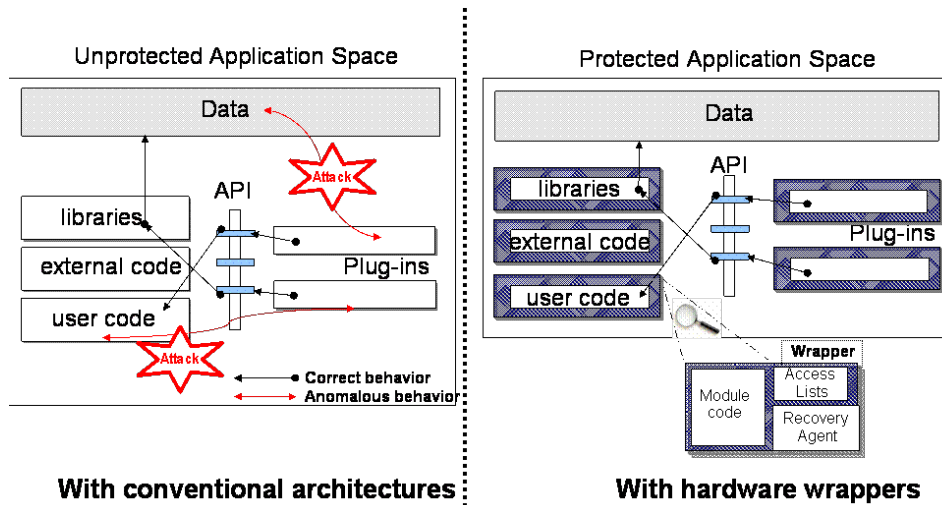 Unprotected Application Space
Data
Attack
API
libraries
external code
Plug-ins
user code
Attack
Correct behavior
Anomalous behavior
With conventional architectures
Protected Application Space
Data
API
libraries
external code
Plug-ins
user code
Wrapper
Module
code
Access
Lists
Recovery
Agent
With hardware wrappers